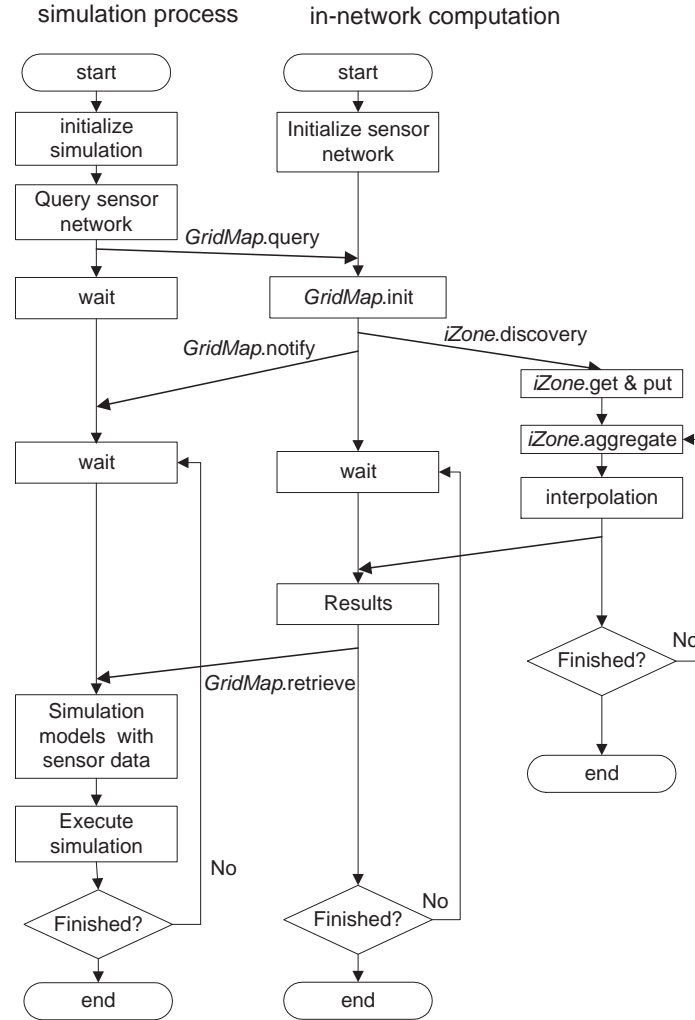 simulation process
in-network computation
start
start
initialize
simulation
Initialize sensor
network
Query sensor
network
GridMap.query
wait
GridMap.init
iZone.discovery
GridMap.notify
iZone.get & put
iZone.aggregate
wait
wait
interpolation
Results
No
Finished?
GridMap.retrieve
Simulation
models with
sensor data
end
Execute
simulation
No
No
Finished?
Finished?
end
end